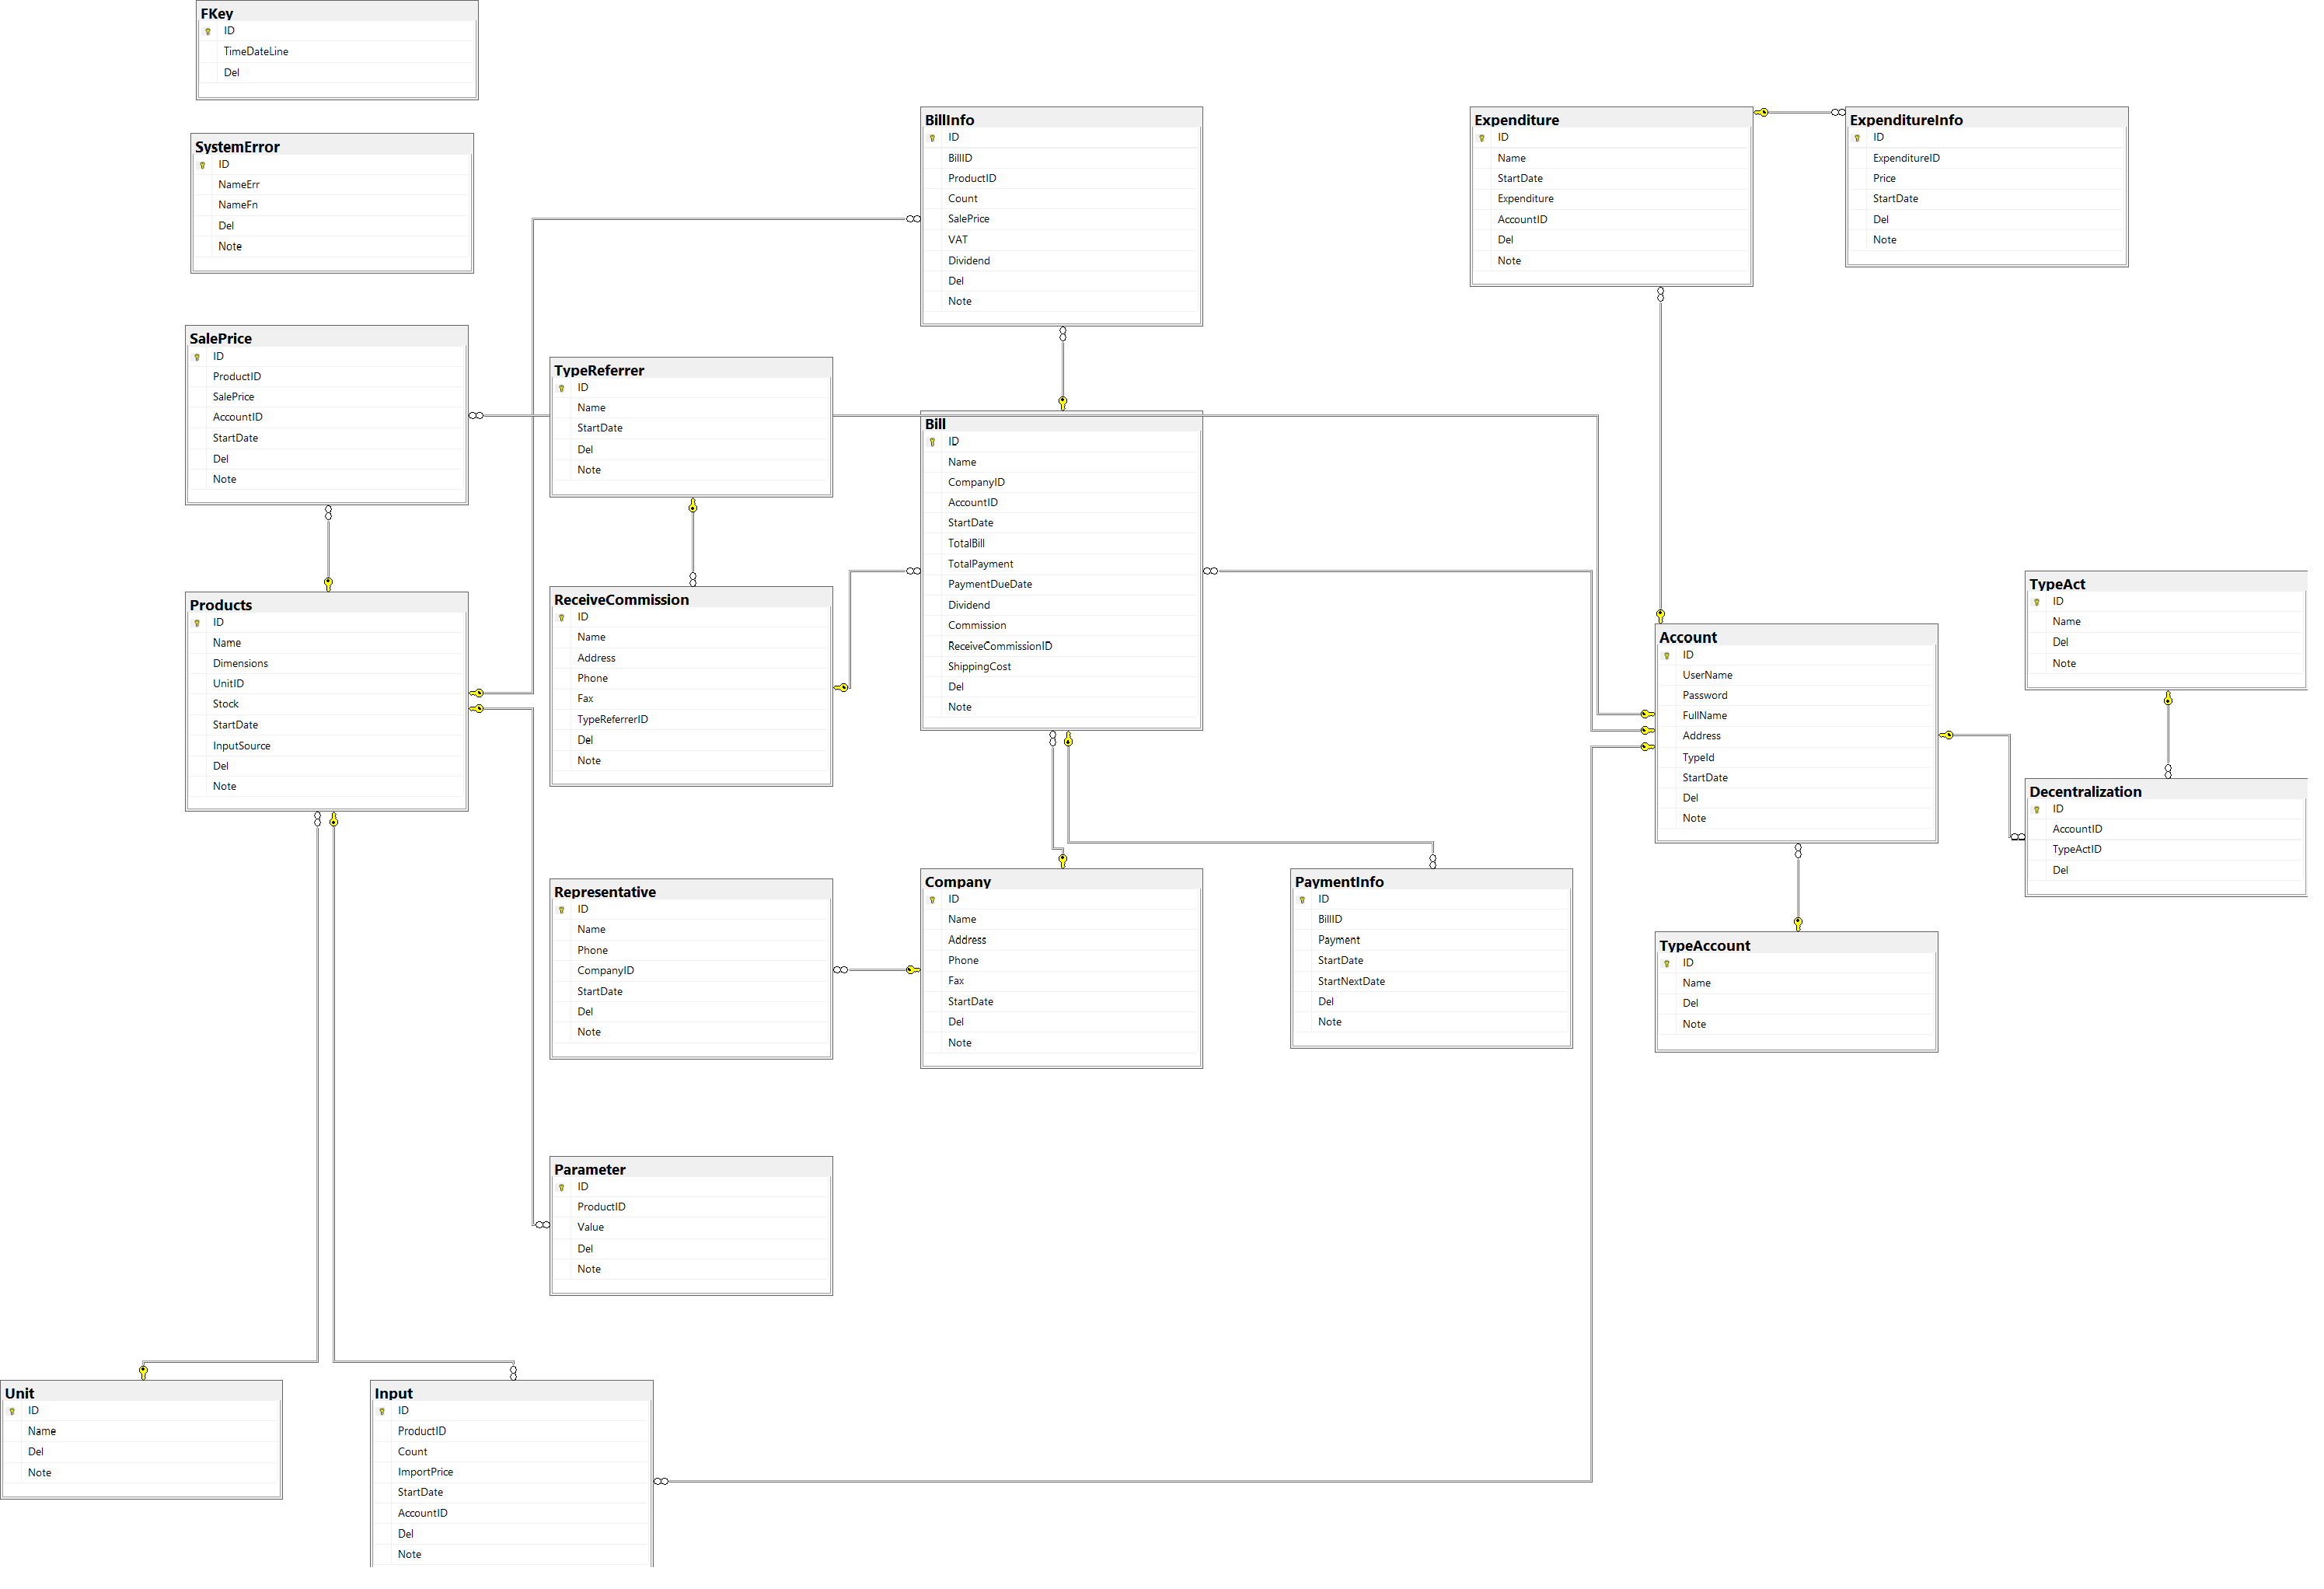 FKey
ID
TimeDateLine
Del
SystemError
ID
NameErr
NameFn
Del
Note
SalePrice
ID
ProductID
SalePrice
AccountID
StartDate
Del
Note
Products
ID
Name
Dimensions
UnitID
Stock
StartDate
InputSource
Del
Note
Unit
ID
Name
Del
Note
Input
ID
ProductID
Count
ImportPrice
StartDate
AccountID
Del
Note
TypeReferrer
ID
Name
StartDate
Del
Note
ReceiveCommission
ID
Name
Address
Phone
Fax
TypeReferrerID
Del
Note
Representative
ID
Name
Phone
CompanyID
StartDate
Del
Note
Parameter
ID
ProductID
Value
Del
Note
BillInfo
ID
BillID
ProductID
Count
SalePrice
VAT
Dividend
Del
Note
Bill
ID
Name
CompanyID
AccountID
StartDate
TotalBill
TotalPayment
PaymentDueDate
Dividend
Commission
ReceiveCommissionID
ShippingCost
Del
Note
Company
ID
Name
Address
Phone
Fax
StartDate
Del
Note
PaymentInfo
ID
BillID
Payment
StartDate
StartNextDate
Del
Note
Expenditure
ID
Name
StartDate
Expenditure
AccountID
Del
Note
ExpenditureInfo
ID
ExpenditureID
Price
StartDate
Del
Note
Account
ID
UserName
Password
FullName
Address
TypeId
StartDate
Del
Note
TypeAccount
ID
Name
Del
Note
TypeAct
ID
Name
Del
Note
Decentralization
ID
AccountID
TypeActID
Del